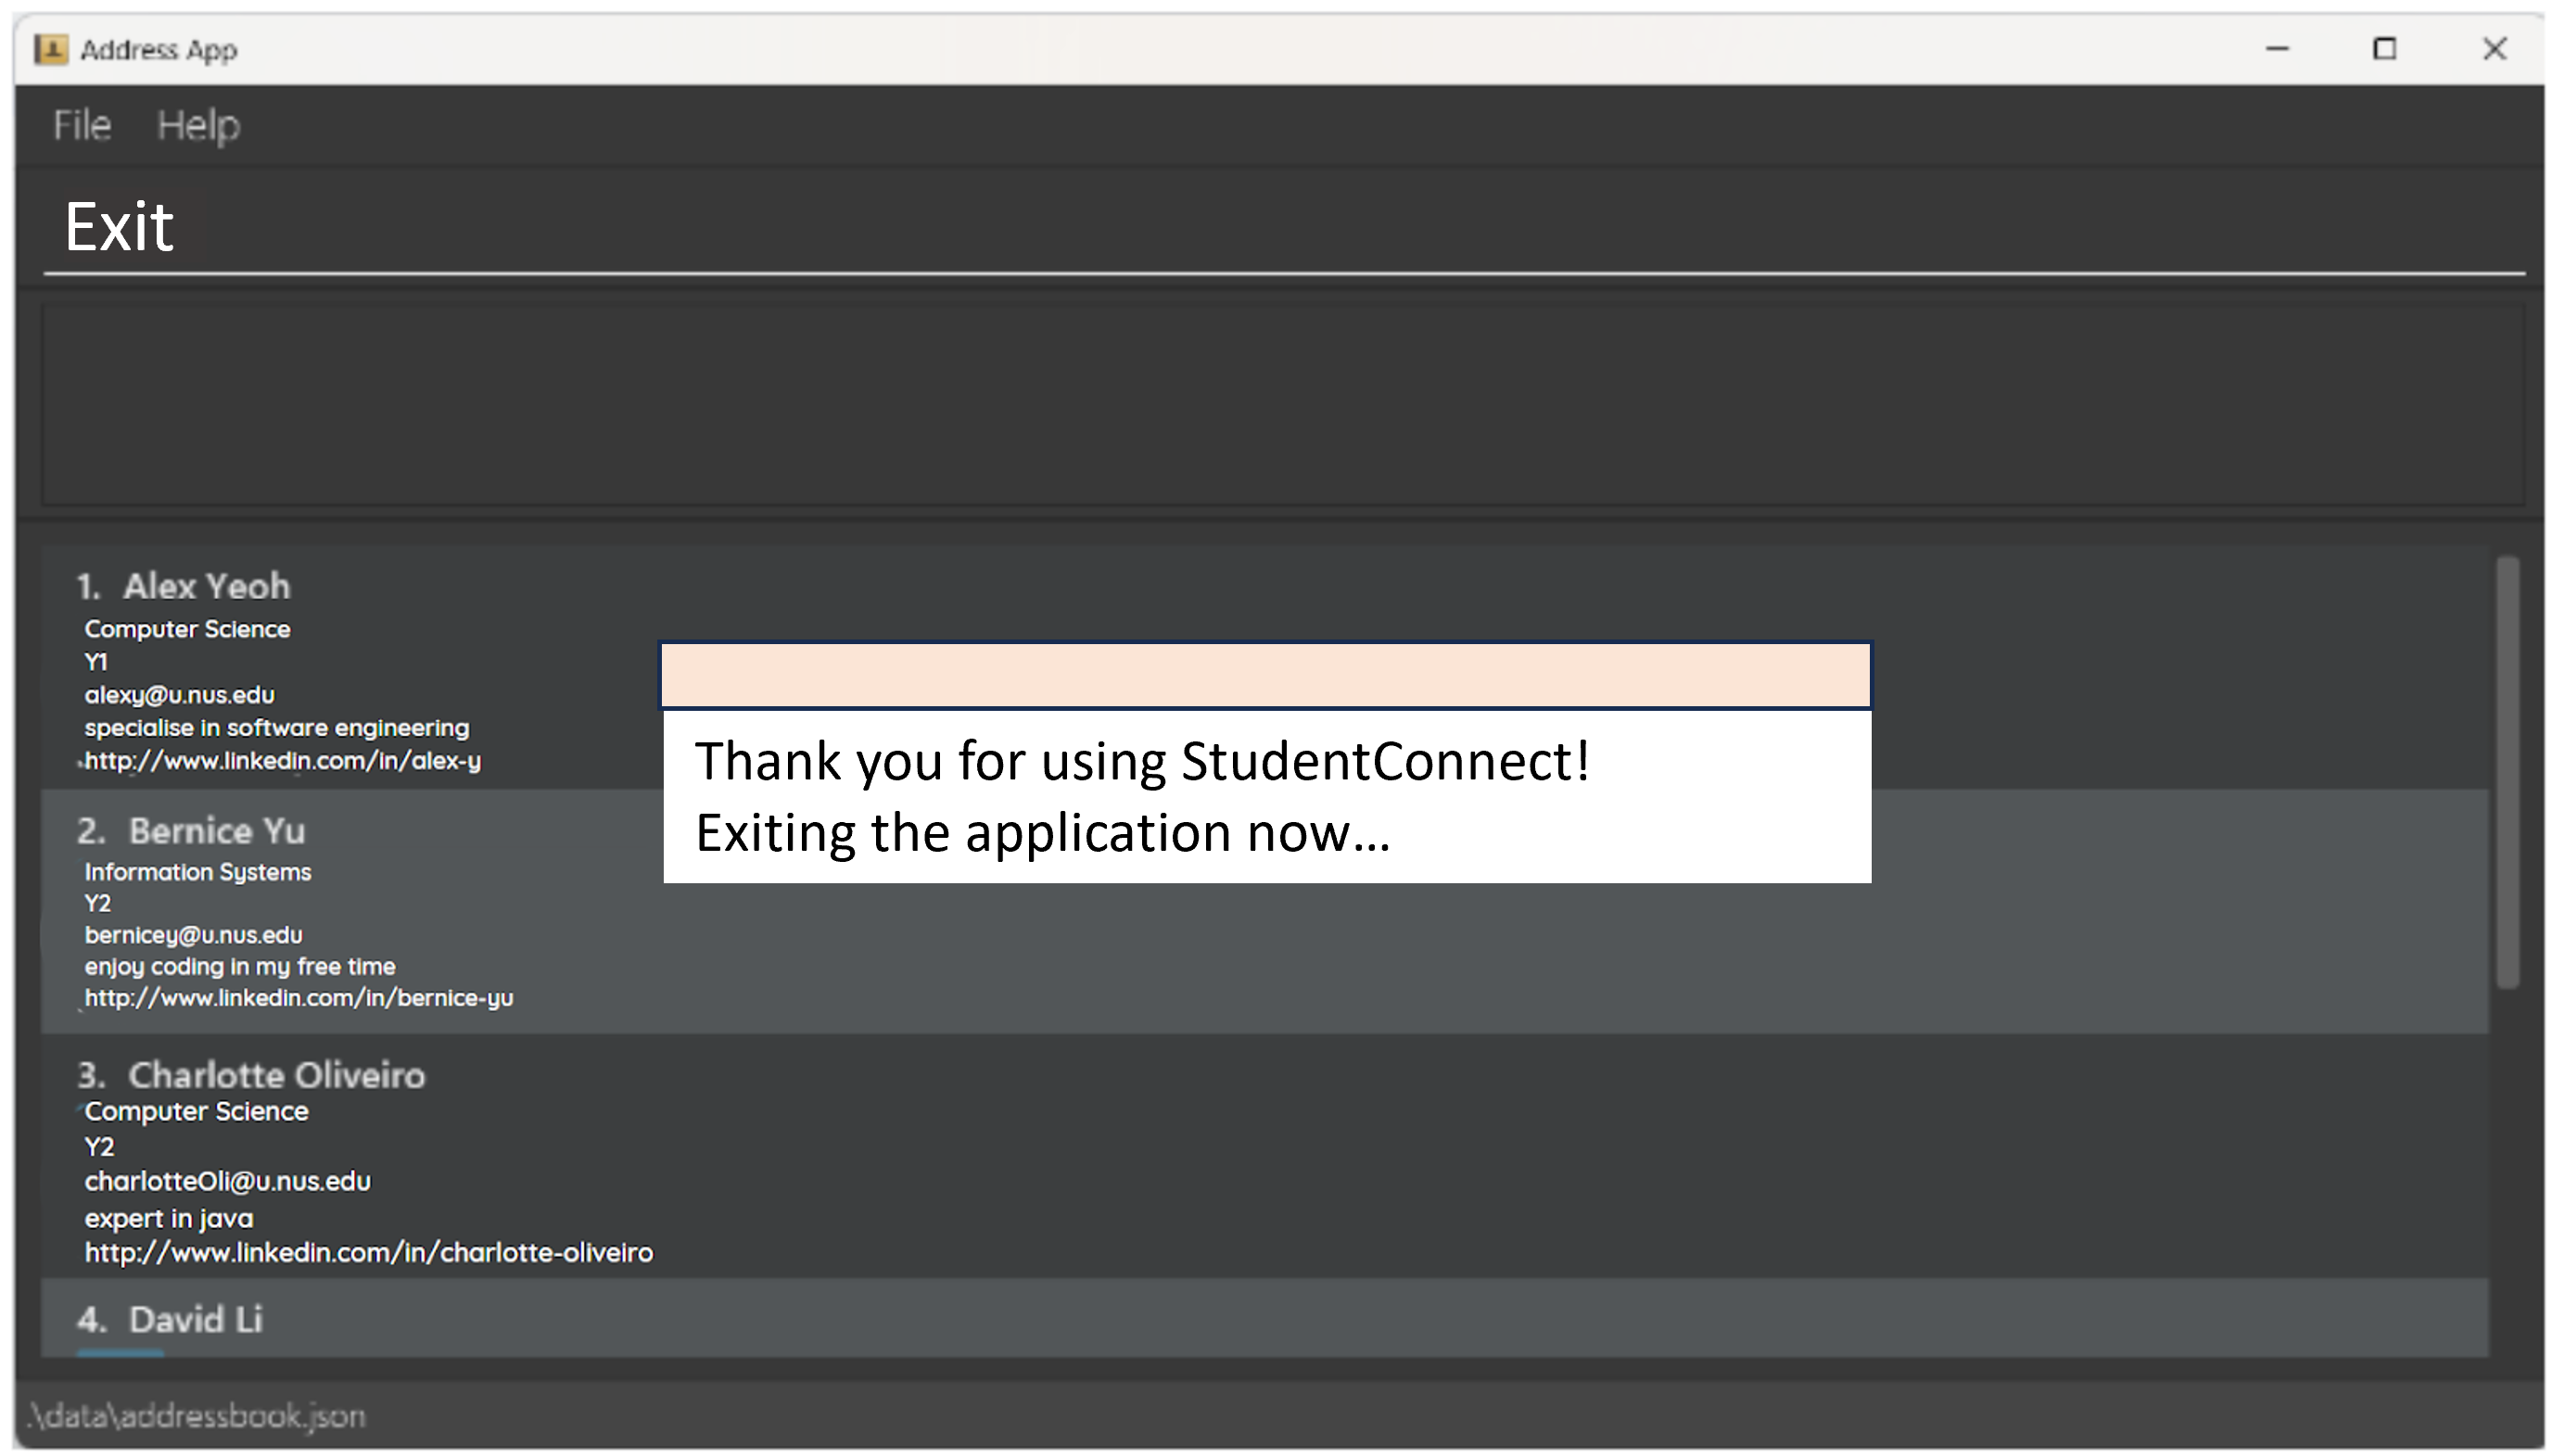 Address App
File Help
Exit
1. Alex Yeoh
Computer Science
Y1
alexy@u.nus.edu
specialise in software engineering
http://www.linkedin.com/in/alex-y
Thank you for using StudentConnect!
Exiting the application now...
2. Bernice Yu
Information Systems
Y2
bernicey@u.nus.edu
enjoy coding in my free time
http://www.linkedin.com/in/bernice-yu
3. Charlotte Oliveiro
Computer Science
Y2
charlotteOli@u.nus.edu
expert in java
http://www.linkedin.com/in/charlotte-oliveiro
4. David Li
.\data\addressbook.json